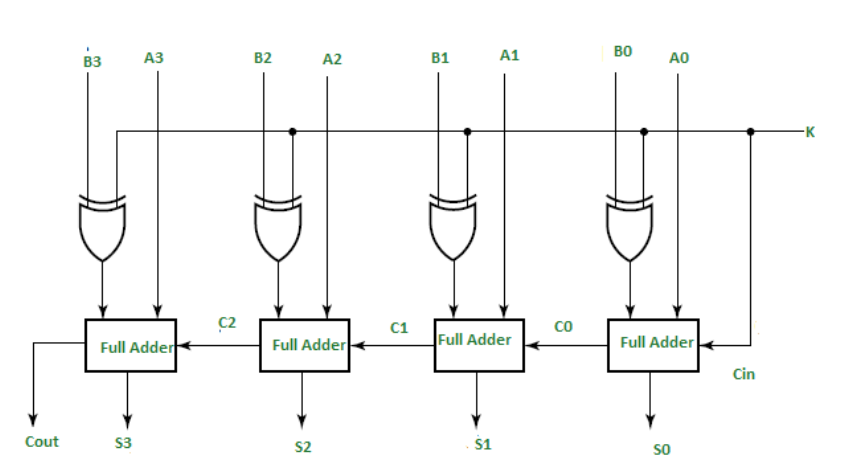 B3 A3 B2 A2 B1 A1 B0 A0
K
C2 C1 C0
Full Adder Full Adder Full Adder Full Adder
Cin
Cout S3 S2 S1 S0